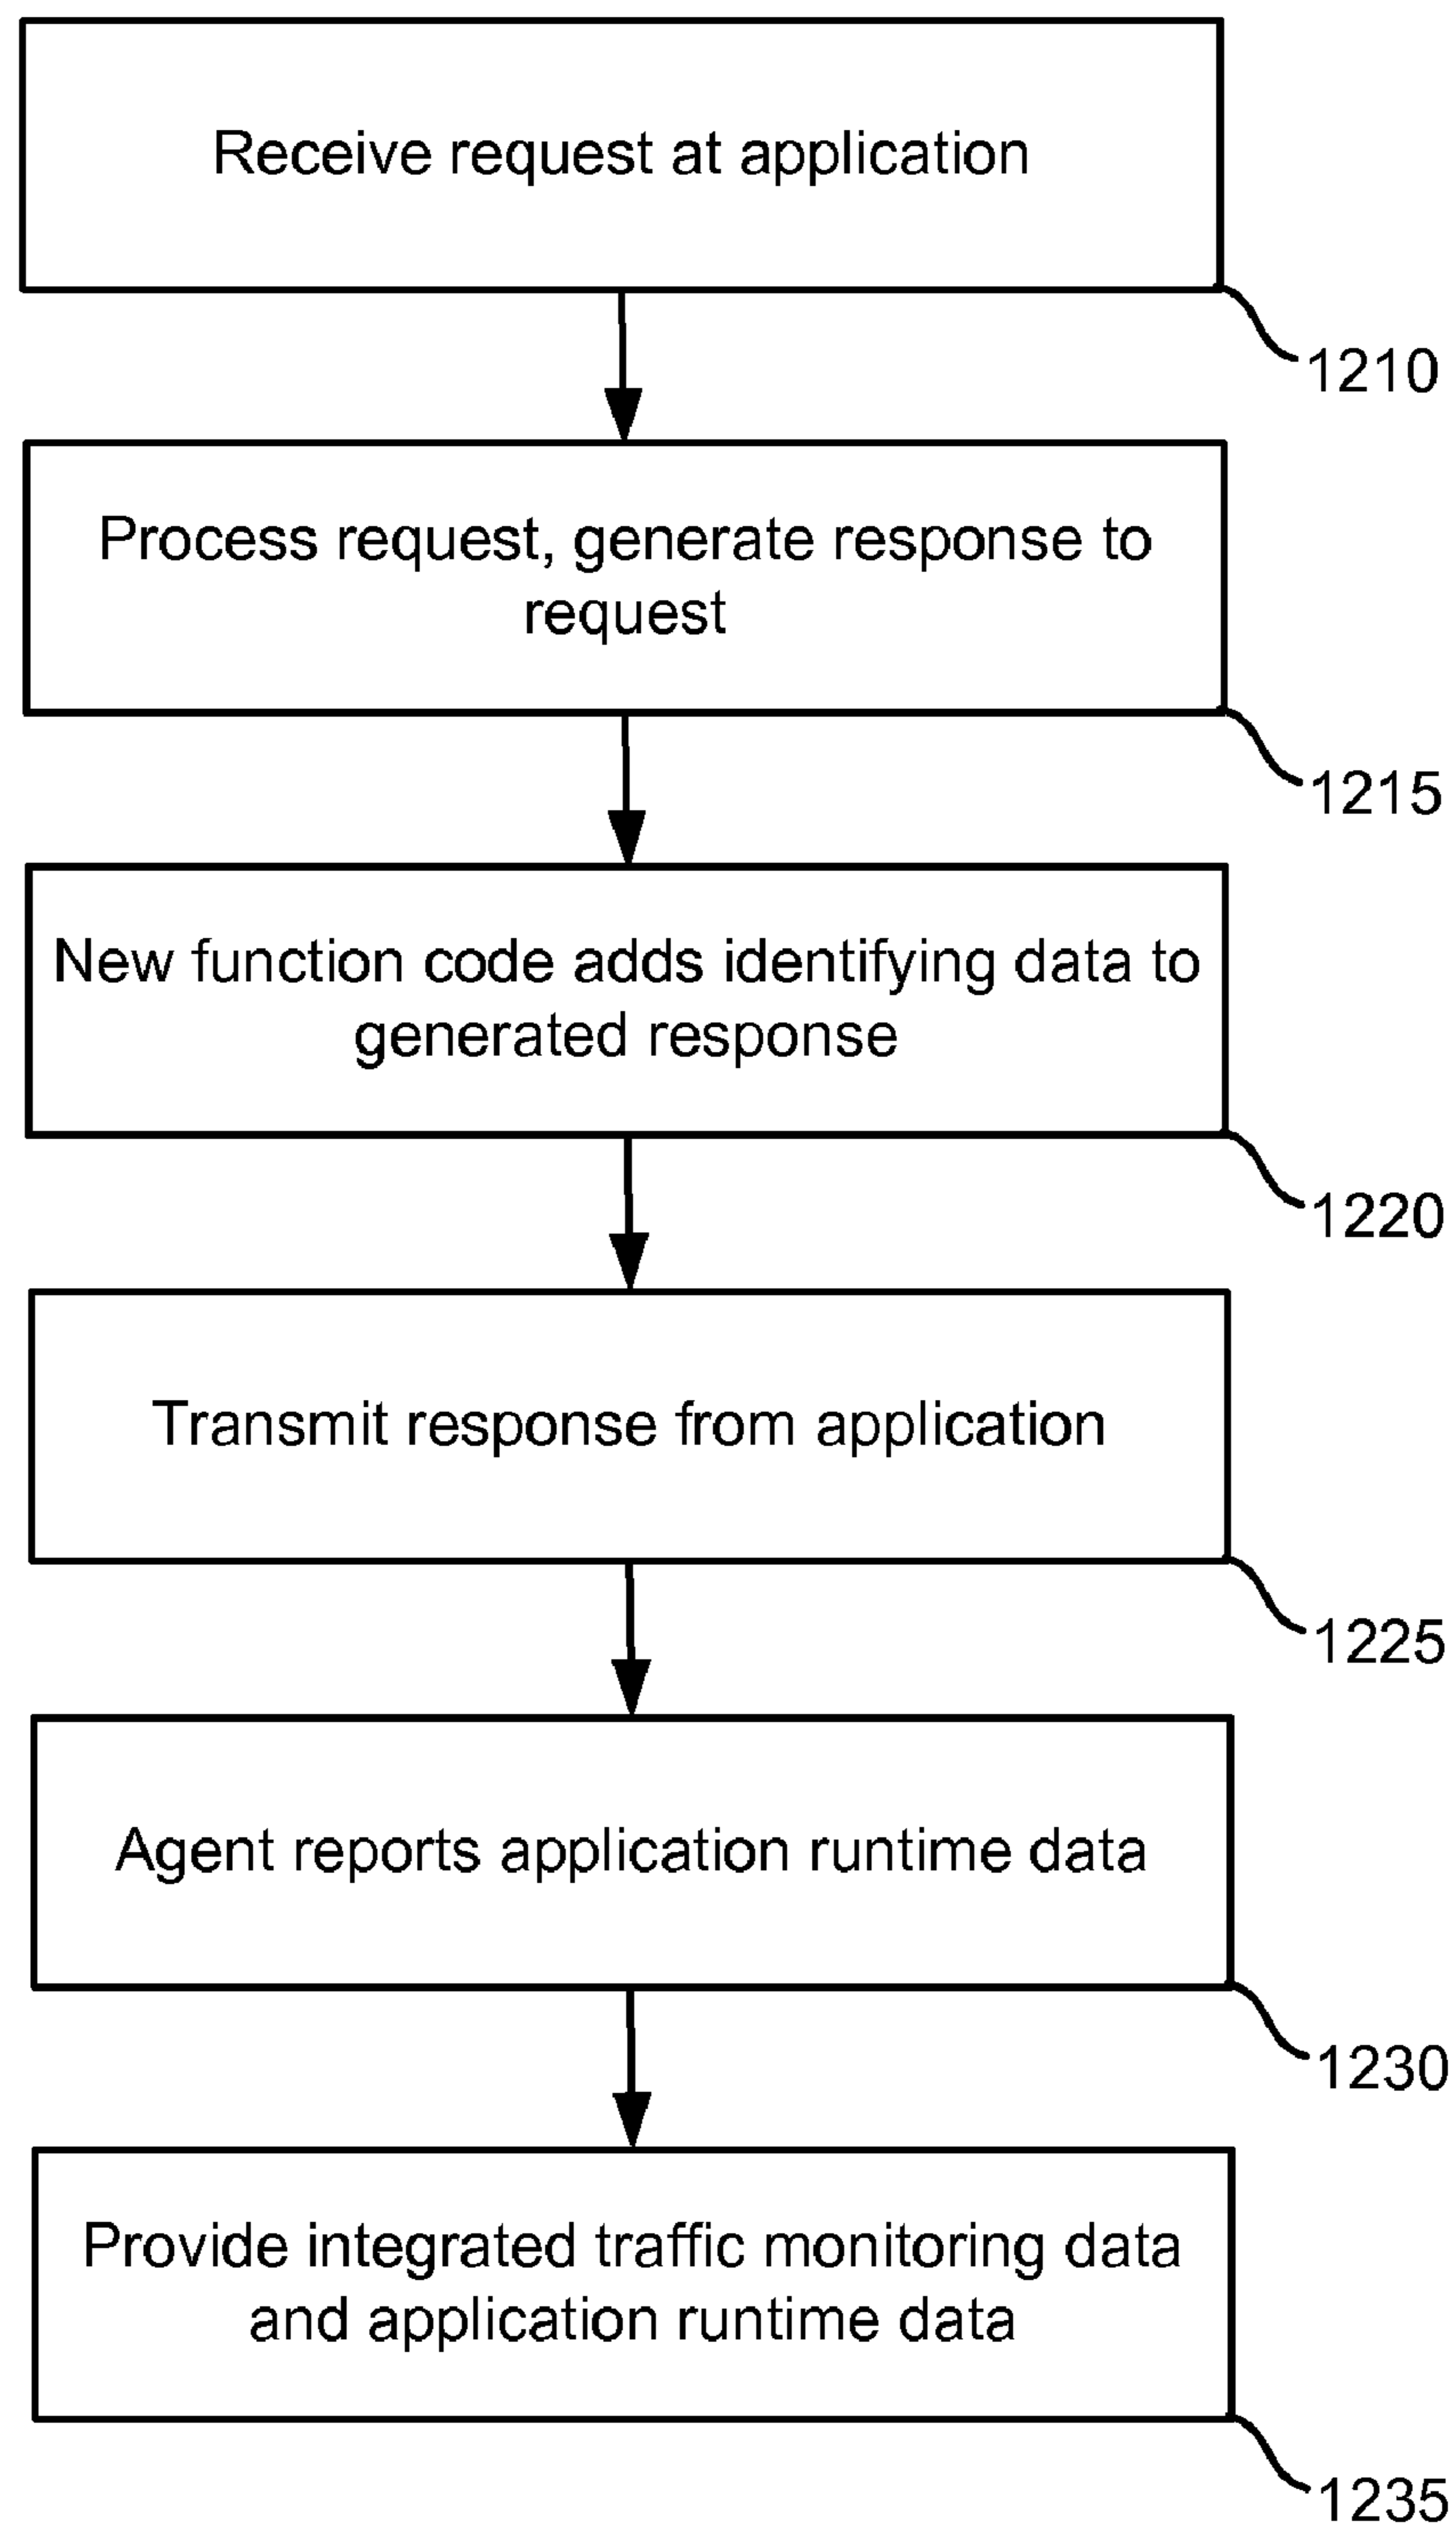 Receive request at application
1210
Process request, generate response to
request
1215
New function code adds identifying data to
generated response
1220
Transmit response from application
1225
Agent reports application runtime data
1230
Provide integrated traffic monitoring data
and application runtime data
1235